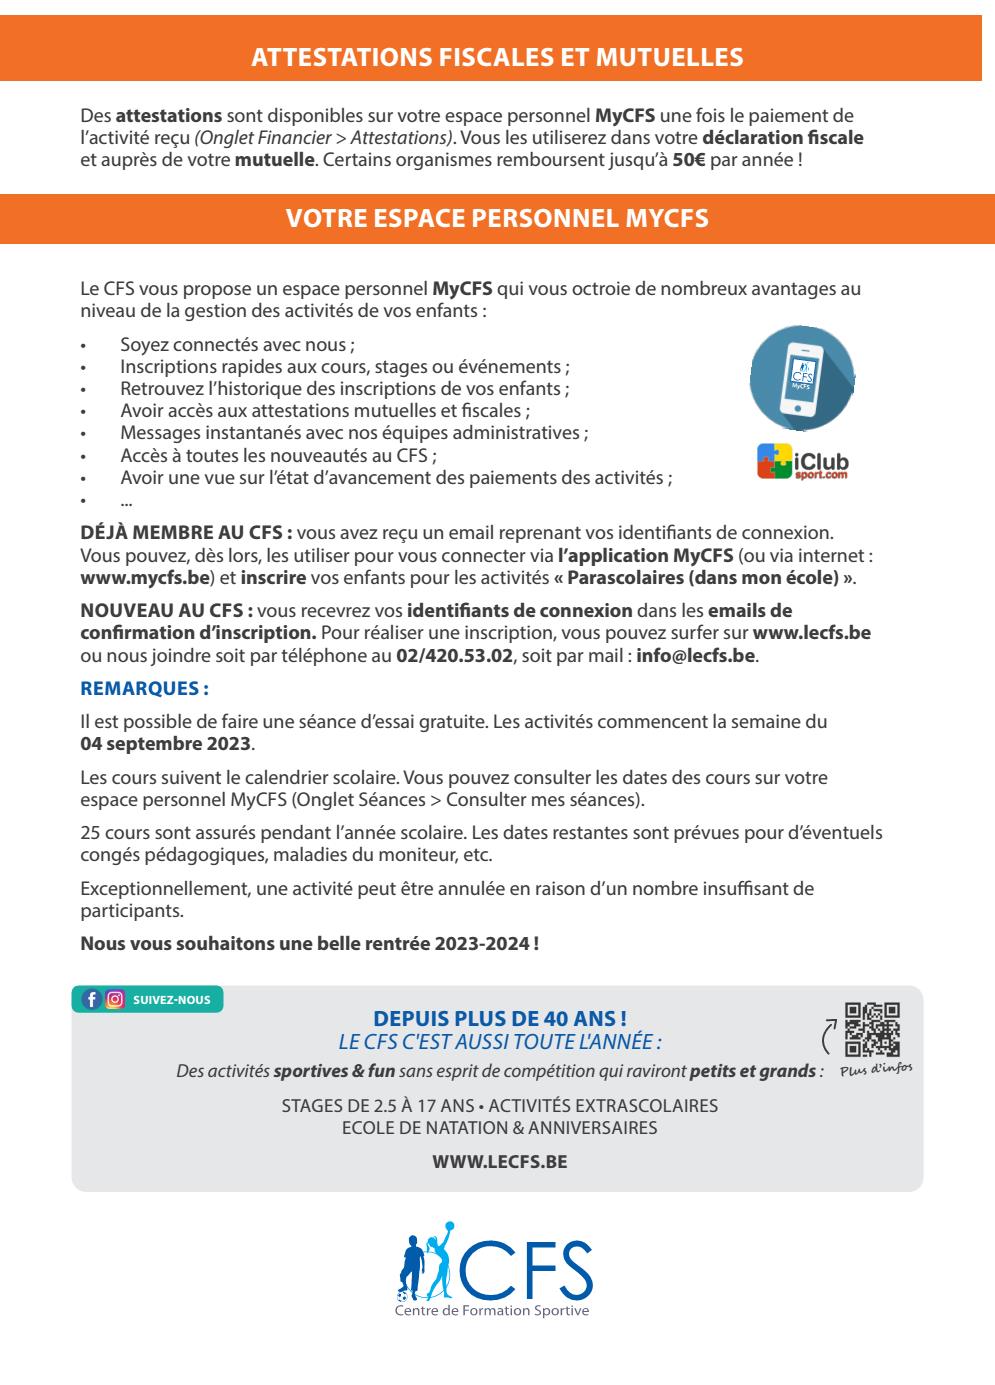 ATTESTATIONS FISCALES ET MUTUELLES
Des attestations sont disponibles sur votre espace personnel MyCFS une fois le paiement de
l'activité reçu (Onglet Financier > Attestations). Vous les utiliserez dans votre déclaration fiscale
et auprès de votre mutuelle. Certains organismes remboursent jusqu'à 50€ par année !
VOTRE ESPACE PERSONNEL MYCFS
Le CFS vous propose un espace personnel MyCFS qui vous octroie de nombreux avantages au
niveau de la gestion des activités de vos enfants :
• Soyez connectés avec nous ;
• Inscriptions rapides aux cours, stages ou événements ;
• Retrouvez l'historique des inscriptions de vos enfants ;
• Avoir accès aux attestations mutuelles et fiscales ;
• Messages instantanés avec nos équipes administratives ;
• Accès à toutes les nouveautés au CFS ;
• Avoir une vue sur l'état d'avancement des paiements des activités ;
• ...
CFS
MyCFS
iClub
sport.com
DÉJÀ MEMBRE AU CFS : vous avez reçu un email reprenant vos identifiants de connexion.
Vous pouvez, dès lors, les utiliser pour vous connecter via l'application MyCFS (ou via internet :
www.mycfs.be) et inscrire vos enfants pour les activités « Parascolaires (dans mon école) ».
NOUVEAU AU CFS : vous recevrez vos identifiants de connexion dans les emails de
confirmation d'inscription. Pour réaliser une inscription, vous pouvez surfer sur www.lecfs.be
ou nous joindre soit par téléphone au 02/420.53.02, soit par mail : info@lecfs.be.
REMARQUES :
Il est possible de faire une séance d'essai gratuite. Les activités commencent la semaine du
04 septembre 2023.
Les cours suivent le calendrier scolaire. Vous pouvez consulter les dates des cours sur votre
espace personnel MyCFS (Onglet Séances > Consulter mes séances).
25 cours sont assurés pendant l'année scolaire. Les dates restantes sont prévues pour d'éventuels
congés pédagogiques, maladies du moniteur, etc.
Exceptionnellement, une activité peut être annulée en raison d'un nombre insuffisant de
participants.
Nous vous souhaitons une belle rentrée 2023-2024 !
SUIVEZ-NOUS
DEPUIS PLUS DE 40 ANS !
LE CFS C'EST AUSSI TOUTE L'ANNÉE :
Des activités sportives & fun sans esprit de compétition qui raviront petits et grands :
Plus d'infos
STAGES DE 2.5 À 17 ANS • ACTIVITÉS EXTRASCOLAIRES
ECOLE DE NATATION & ANNIVERSAIRES
WWW.LECFS.BE
CFS
Centre de Formation Sportive